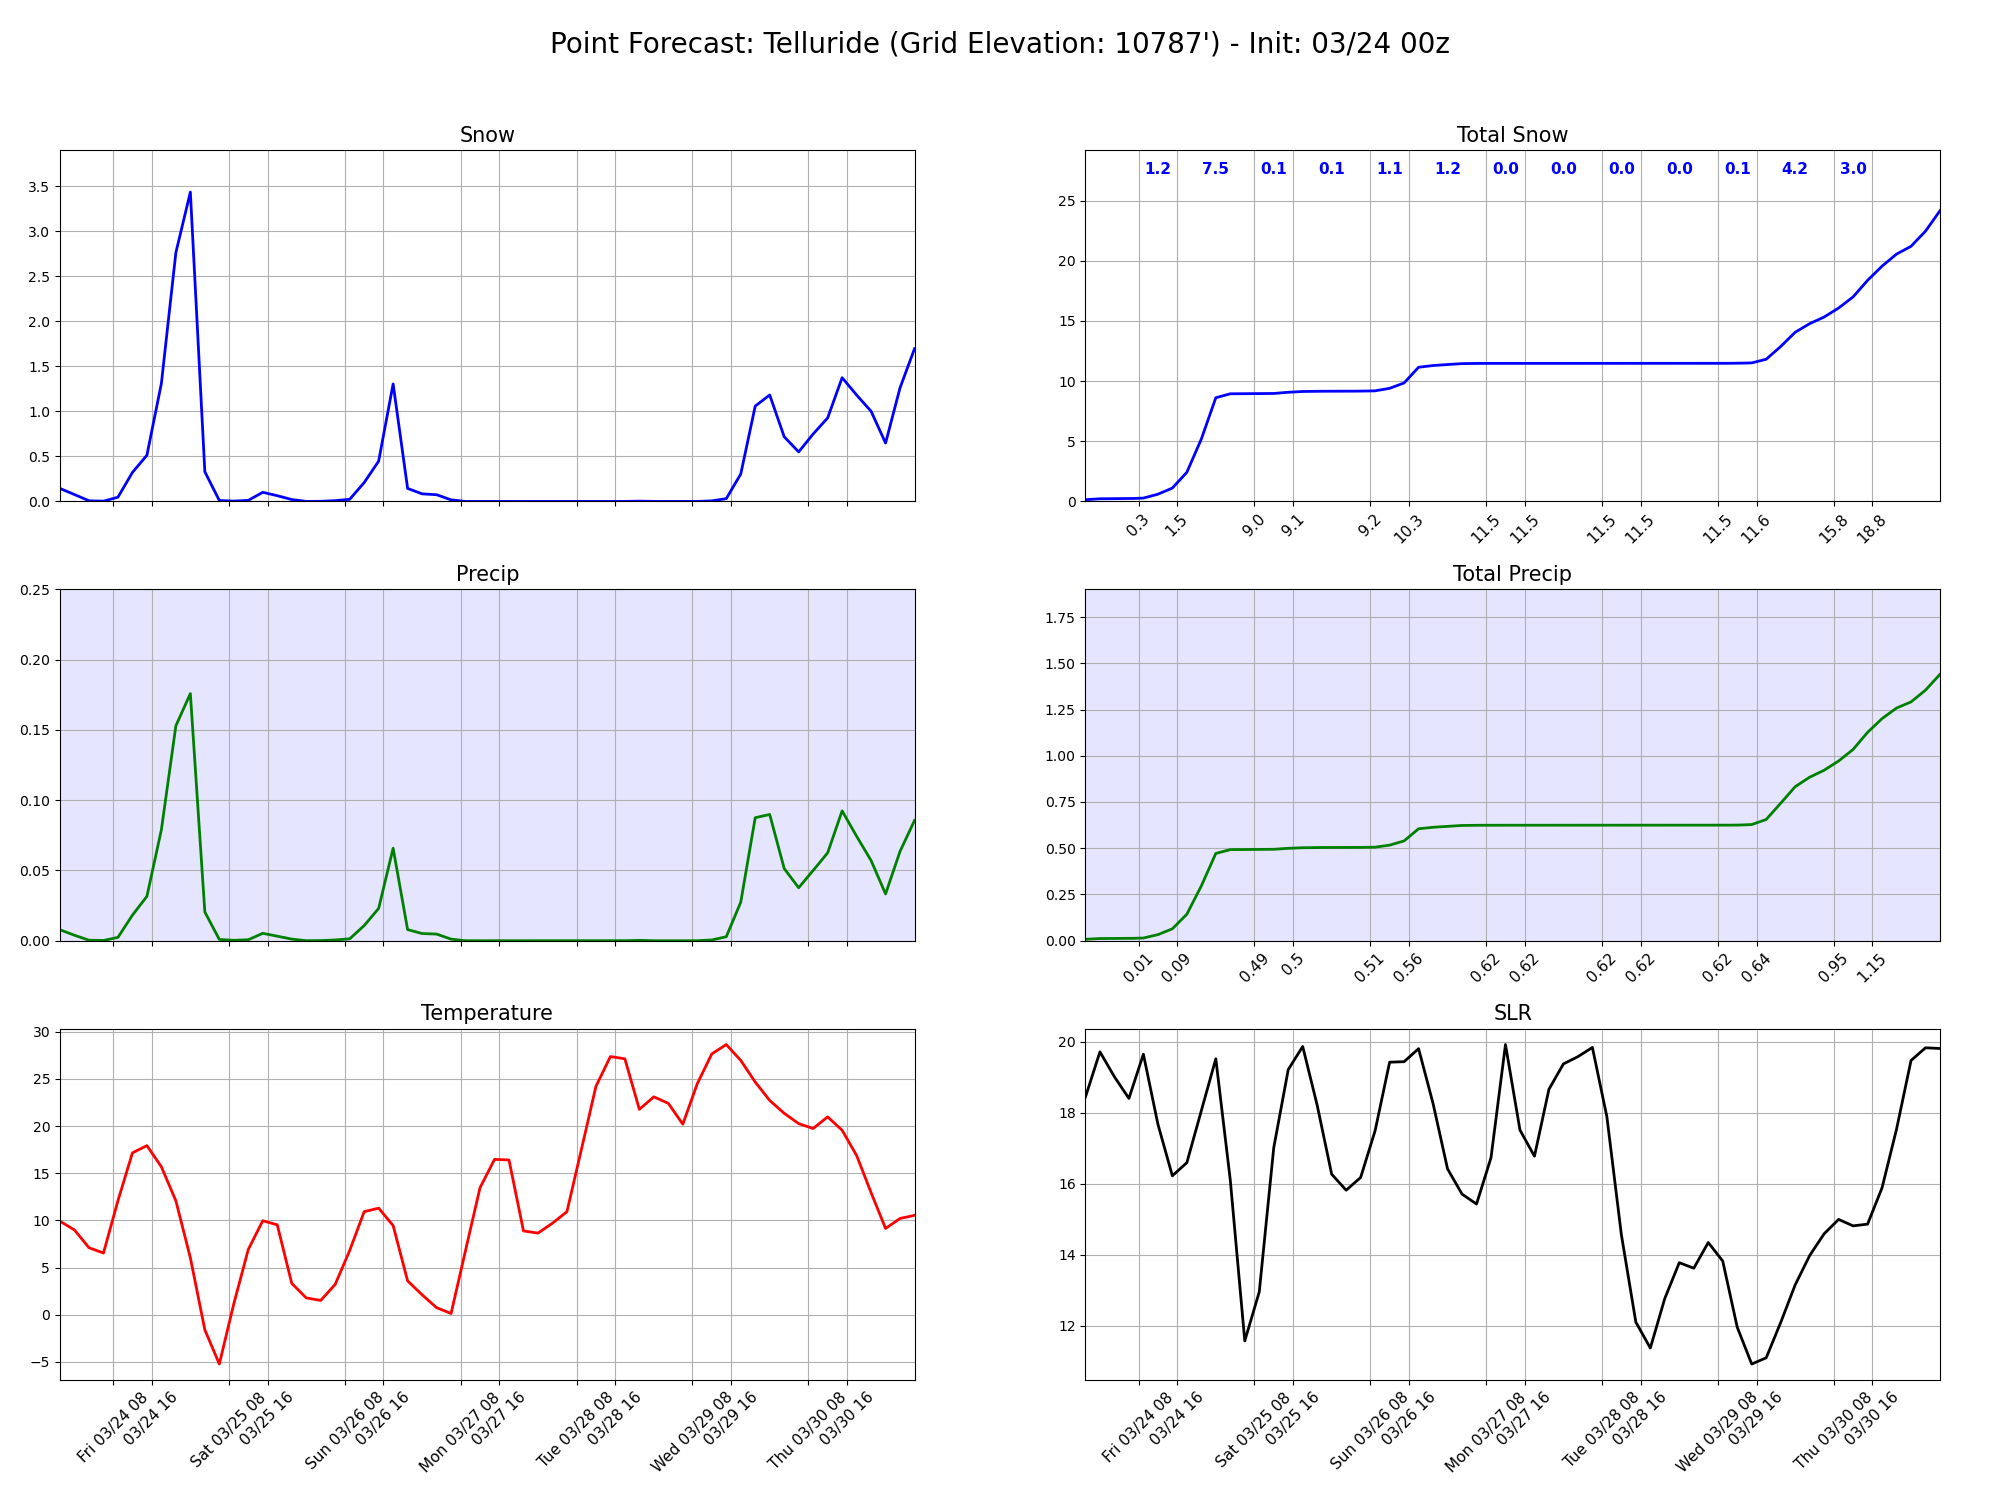 Point Forecast: Telluride (Grid Elevation: 10787') - Init: 03/24 00z
Snow
3.5
3.0
2.5
2.0
1.5
1.0
0.5
0.0
Total Snow
1.2 7.5 0.1 0.1 1.1 1.2 0.0 0.0 0.0 0.0 0.1 4.2 3.0
25
20
15
10
5
0
0.3 1.5 9.0 9.1 9.2 10.3 11.5 11.5 11.5 11.5 11.5 11.6 15.8 18.8
Precip
0.25
0.20
0.15
0.10
0.05
0.00
Total Precip
1.75
1.50
1.25
1.00
0.75
0.50
0.25
0.00
0.01 0.09 0.49 0.5 0.51 0.56 0.62 0.62 0.62 0.62 0.62 0.64 0.95 1.15
Temperature
30
25
20
15
10
5
0
−5
Fri 03/24 08
03/24 16
Sat 03/25 08
03/25 16
Sun 03/26 08
03/26 16
Mon 03/27 08
03/27 16
Tue 03/28 08
03/28 16
Wed 03/29 08
03/29 16
Thu 03/30 08
03/30 16
SLR
20
18
16
14
12
Fri 03/24 08
03/24 16
Sat 03/25 08
03/25 16
Sun 03/26 08
03/26 16
Mon 03/27 08
03/27 16
Tue 03/28 08
03/28 16
Wed 03/29 08
03/29 16
Thu 03/30 08
03/30 16